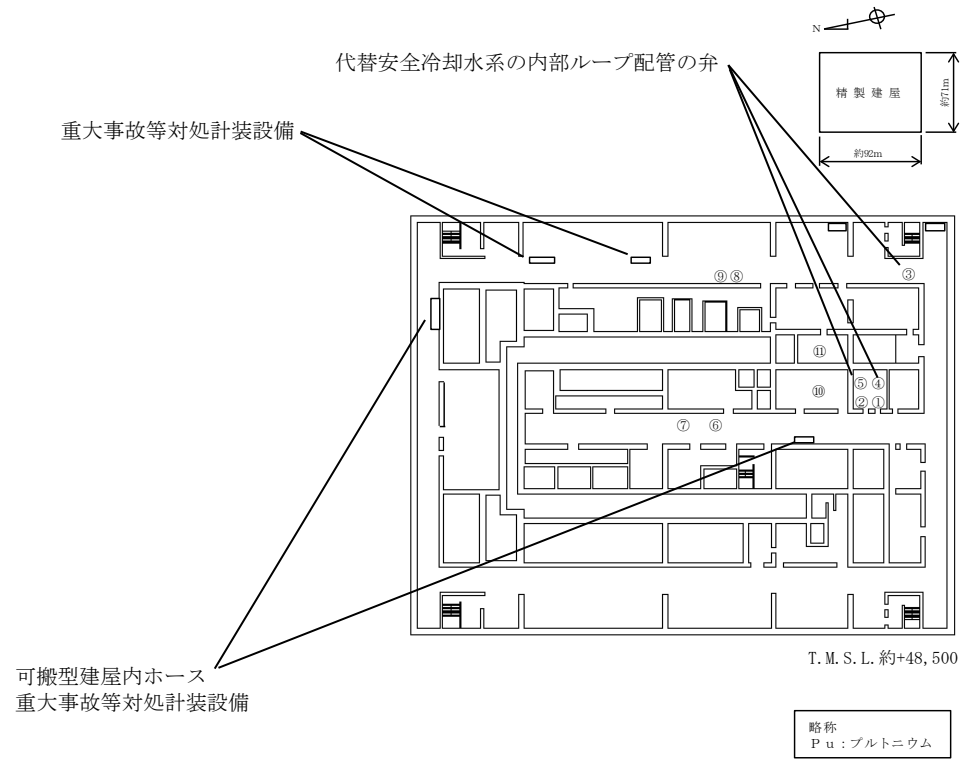 N
代替安全冷却水系の内部ループ配管の弁
精製建屋
約71m
約92m
重大事故等対処計装設備
③
⑨⑧
⑪
⑤④
⑩
②①
⑦ ⑥
T.M.S.L.約+48,500
可搬型建屋内ホース
重大事故等対処計装設備
略称
Pu:プルトニウム